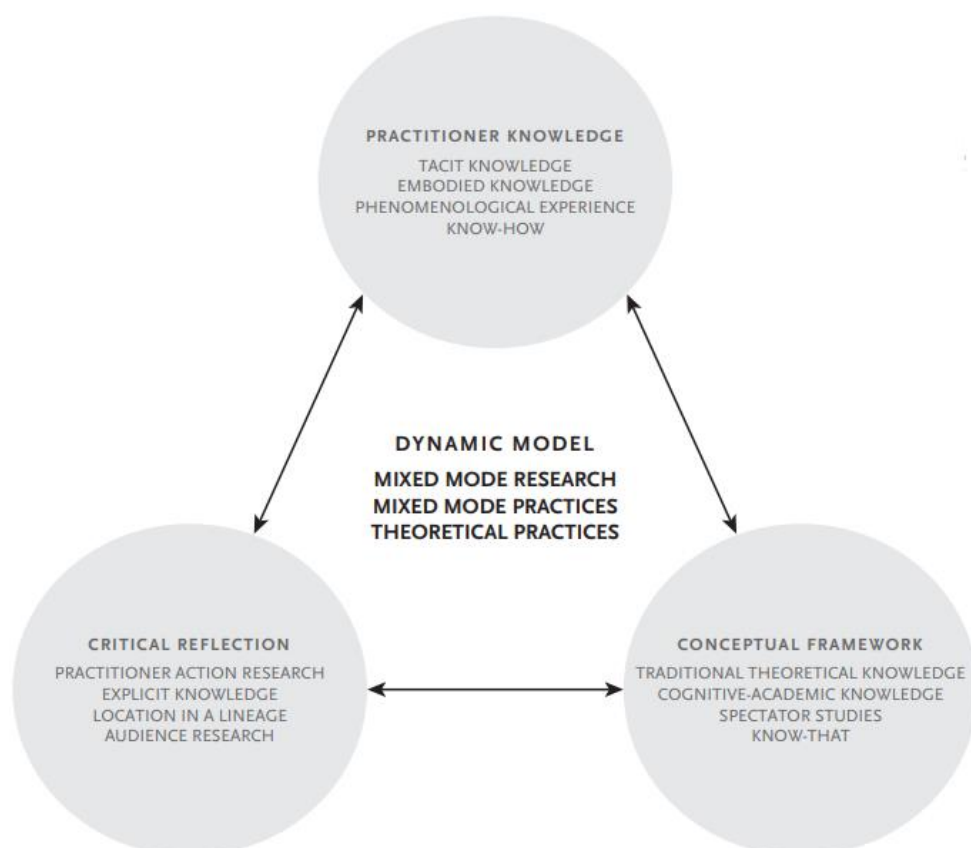 PRACTITIONER KNOWLEDGE
TACIT KNOWLEDGE
EMBODIED KNOWLEDGE
PHENOMENOLOGICAL EXPERIENCE
KNOW-HOW
DYNAMIC MODEL
MIXED MODE RESEARCH
MIXED MODE PRACTICES
THEORETICAL PRACTICES
CRITICAL REFLECTION
PRACTITIONER ACTION RESEARCH
EXPLICIT KNOWLEDGE
LOCATION IN A LINEAGE
AUDIENCE RESEARCH
CONCEPTUAL FRAMEWORK
TRADITIONAL THEORETICAL KNOWLEDGE
COGNITIVE-ACADEMIC KNOWLEDGE
SPECTATOR STUDIES
KNOW-THAT